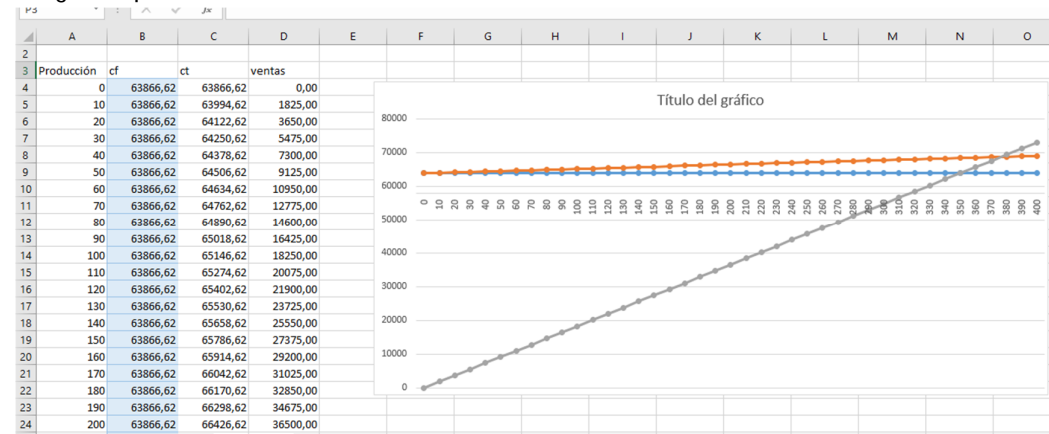 P3
fx
A B C D E F G H I J K L M N O
2
3 Producción cf ct ventas
4 0 63866,62 63866,62 0,00
5 10 63866,62 63994,62 1825,00
6 20 63866,62 64122,62 3650,00
7 30 63866,62 64250,62 5475,00
8 40 63866,62 64378,62 7300,00
9 50 63866,62 64506,62 9125,00
10 60 63866,62 64634,62 10950,00
11 70 63866,62 64762,62 12775,00
12 80 63866,62 64890,62 14600,00
13 90 63866,62 65018,62 16425,00
14 100 63866,62 65146,62 18250,00
15 110 63866,62 65274,62 20075,00
16 120 63866,62 65402,62 21900,00
17 130 63866,62 65530,62 23725,00
18 140 63866,62 65658,62 25550,00
19 150 63866,62 65786,62 27375,00
20 160 63866,62 65914,62 29200,00
21 170 63866,62 66042,62 31025,00
22 180 63866,62 66170,62 32850,00
23 190 63866,62 66298,62 34675,00
24 200 63866,62 66426,62 36500,00
Título del gráfico
80000
70000
60000
50000
40000
30000
20000
10000
0
0 10 20 30 40 50 60 70 80 90 100 110 120 130 140 150 160 170 180 190 200 210 220 230 240 250 260 270 280 290 300 310 320 330 340 350 360 370 380 390 400